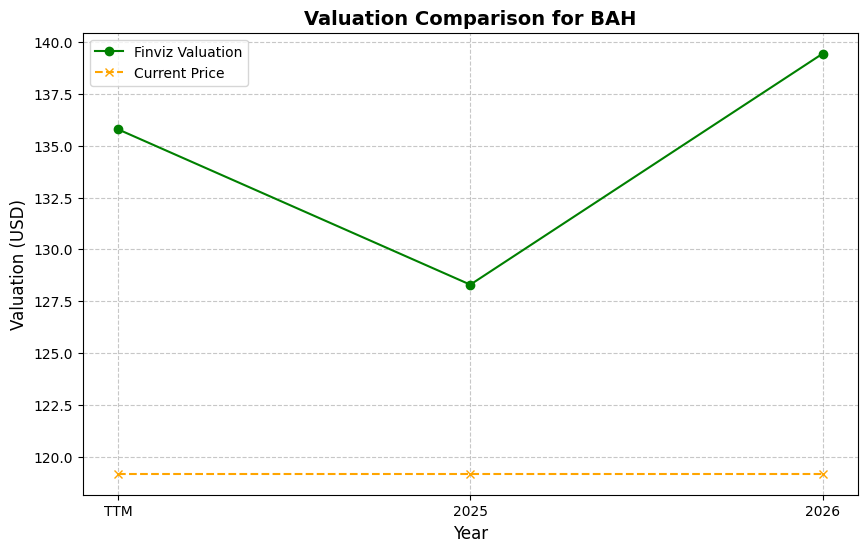 Valuation Comparison for BAH
Finviz Valuation
Current Price
140.0
137.5
135.0
132.5
130.0
127.5
125.0
122.5
120.0
Valuation (USD)
TTM
2025
2026
Year